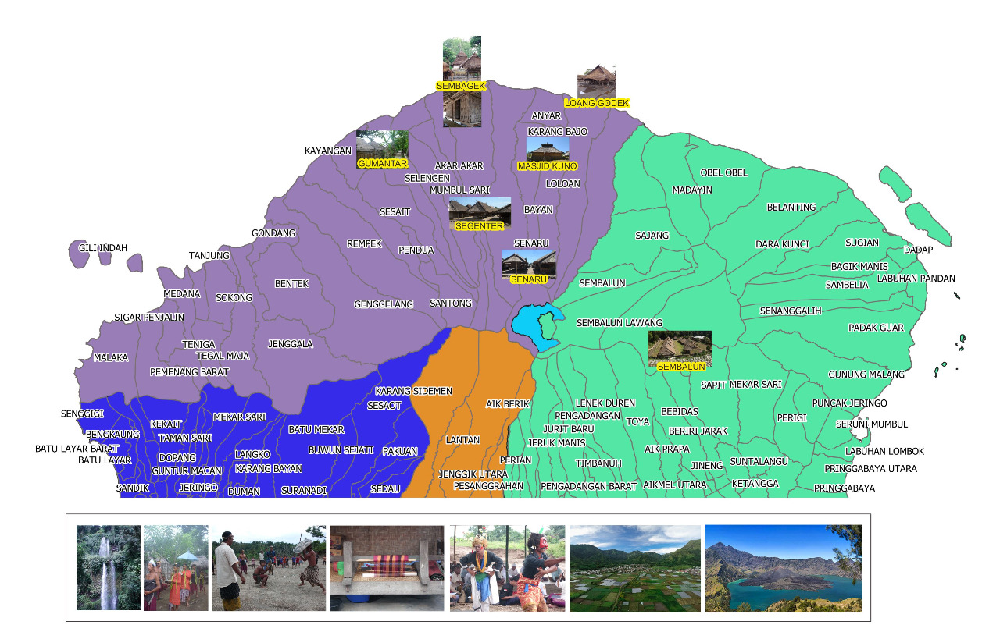 SEMBAGEK
LOANG GODEK
ANYAR
KARANG BAJO
KAYANGAN
GUMANTAR
AKAR AKAR
MASJID KUNO
SELENGEN
MUMBUL SARI
LOLOAN
OBEL OBEL
MADAYIN
SESAIT
BAYAN
BELANTING
SEGENTER
GONDANG
REMPEK
PENDUA
SENARU
SAJANG
DARA KUNCI
SUGIAN
DADAP
GILI INDAH
TANJUNG
BENTEK
SENARU
SEMBALUN
BAGIK MANIS
LABUHAN PANDAN
SAMBELIA
MEDANA
SOKONG
GENGGELANG
SANTONG
SENANGGALIH
SIGAR PENJALIN
SEMBALUN LAWANG
PADAK GUAR
TENIGA
JENGGALA
TEGAL MAJA
MALAKA
PEMENANG BARAT
SEMBALUN
GUNUNG MALANG
KARANG SIDEMEN
SAPIT
MEKAR SARI
SESAOT
AIK BERIK
LENEK DUREN
PUNCAK JERINGO
SENGGIGI
MEKAR SARI
PENGADANGAN
BEBIDAS
PERIGI
KEKAIT
BATU MEKAR
JURIT BARU
TOYA
BERIRI JARAK
SERUNI MUMBUL
BENGKAUNG
TAMAN SARI
LANTAN
JERUK MANIS
BATU LAYAR BARAT
BUWUN SEJATI
PAKUAN
AIK PRAPA
LABUHAN LOMBOK
BATU LAYAR
DOPANG
LANGKO
PERIAN
TIMBANUH
JINENG
SUNTALANGU
GUNTUR MACAN
KARANG BAYAN
JENGGIK UTARA
PRINGGABAYA UTARA
SANDIK
JERINGO
DUMAN
SURANADI
SEDAU
PESANGGRAHAN
PENGADANGAN BARAT
AIKMEL UTARA
KETANGGA
PRINGGABAYA